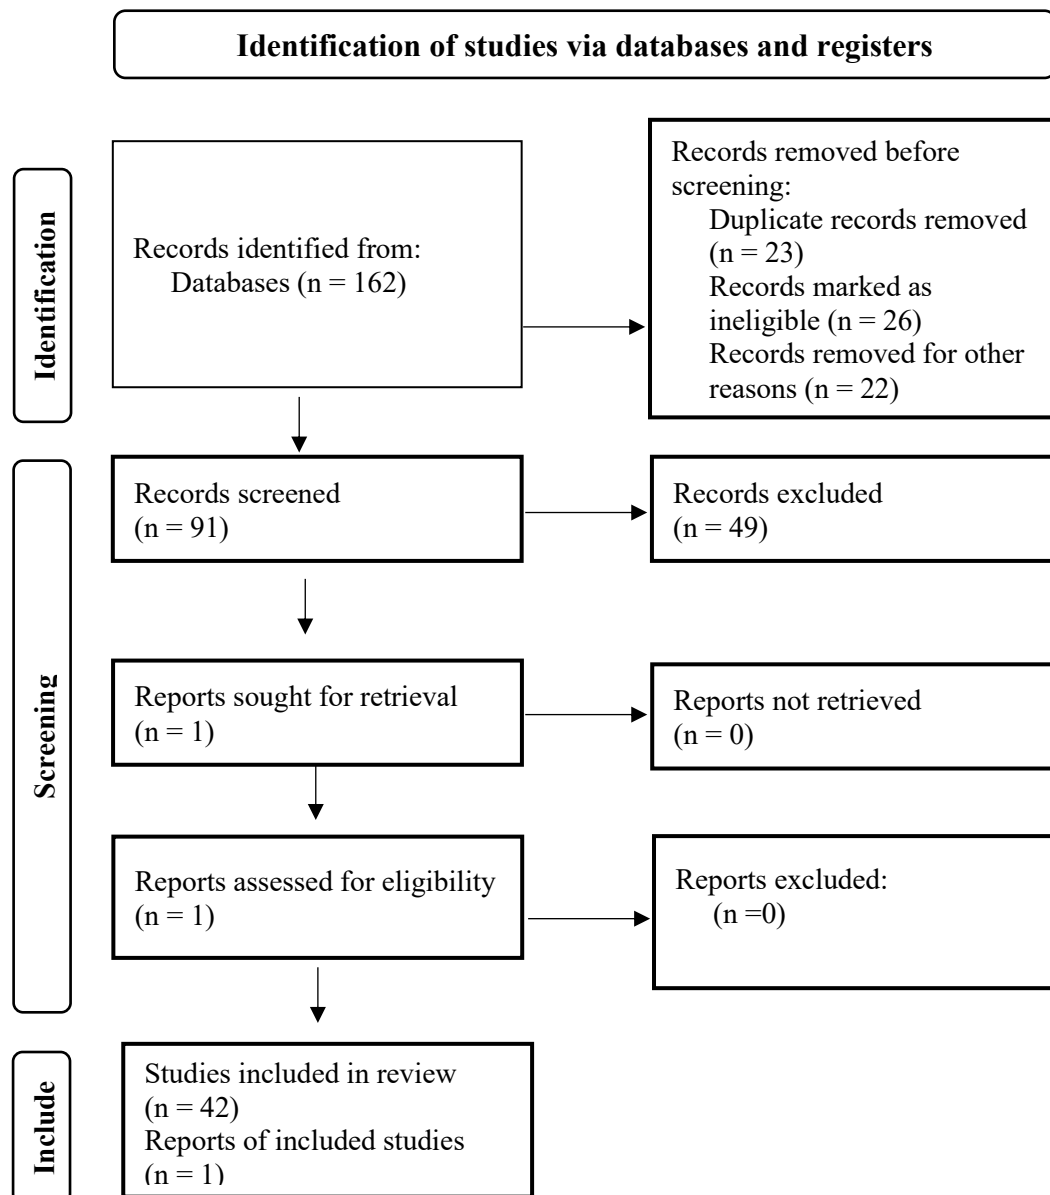 Identification of studies via databases and registers
Identification
Records identified from:
Databases (n = 162)
Records removed before
screening:
Duplicate records removed
(n = 23)
Records marked as
ineligible (n = 26)
Records removed for other
reasons (n = 22)
Screening
Records screened
(n = 91)
Records excluded
(n = 49)
Reports sought for retrieval
(n = 1)
Reports not retrieved
(n = 0)
Reports assessed for eligibility
(n = 1)
Reports excluded:
(n =0)
Include
Studies included in review
(n = 42)
Reports of included studies
(n = 1)